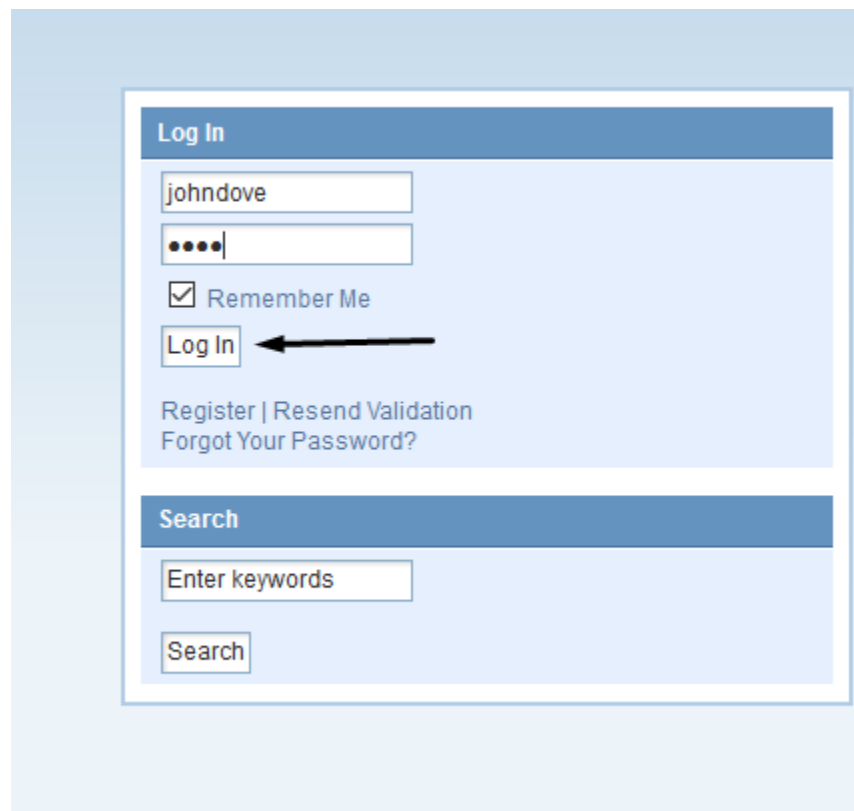 Log In
johndove
••••
Remember Me
Log In
Register | Resend Validation
Forgot Your Password?
Search
Enter keywords
Search